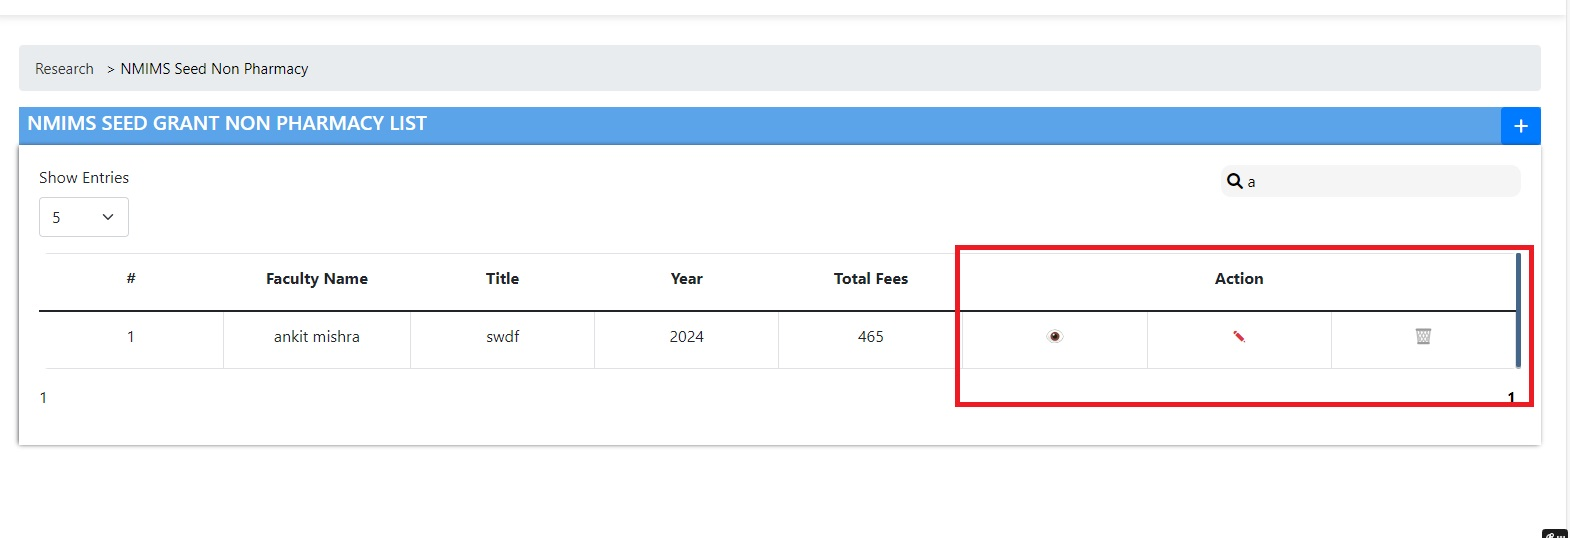 Research > NMIMS Seed Non Pharmacy
NMIMS SEED GRANT NON PHARMACY LIST
+
Show Entries
a
5
# Faculty Name Title Year Total Fees Action
1 ankit mishra swdf 2024 465
1 1